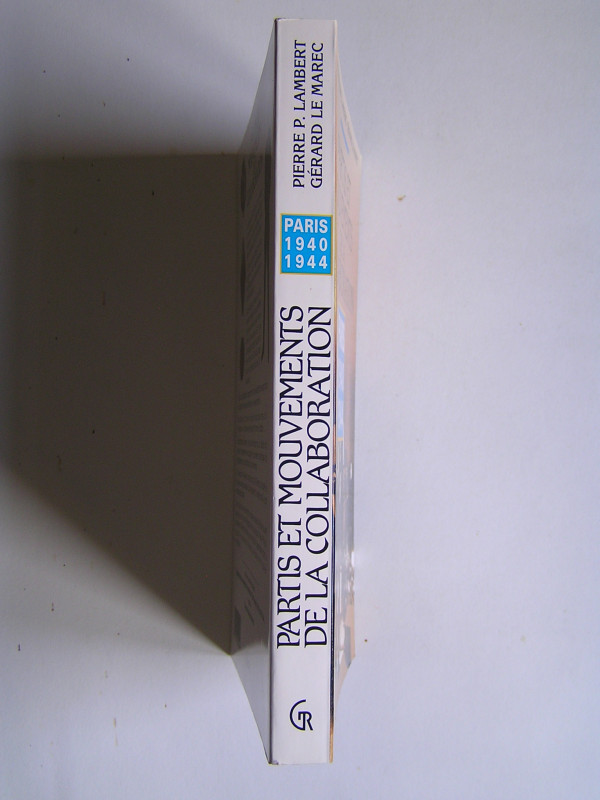 PIERRE P. LAMBERT
GÉRARD LE MAREC
PARIS
1940
1944
PARTIS ET MOUVEMENTS
DE LA COLLABORATION